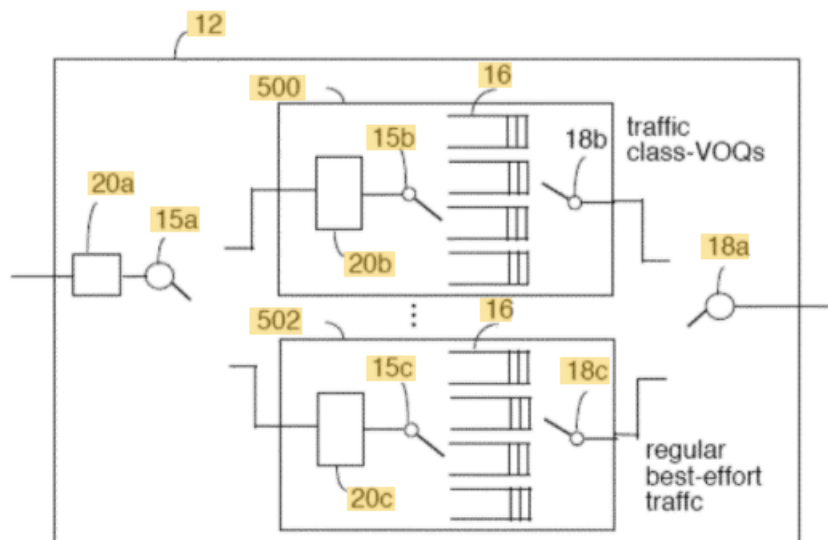 12
500
16
15b
18b
traffic
class-VOQs
20a
15a
20b
18a
502
16
15c
18c
20c
regular
best-effort
traffc